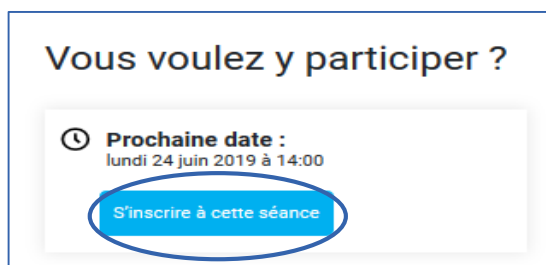 Vous voulez y participer ?
Prochaine date :
lundi 24 juin 2019 à 14:00
S'inscrire à cette séance